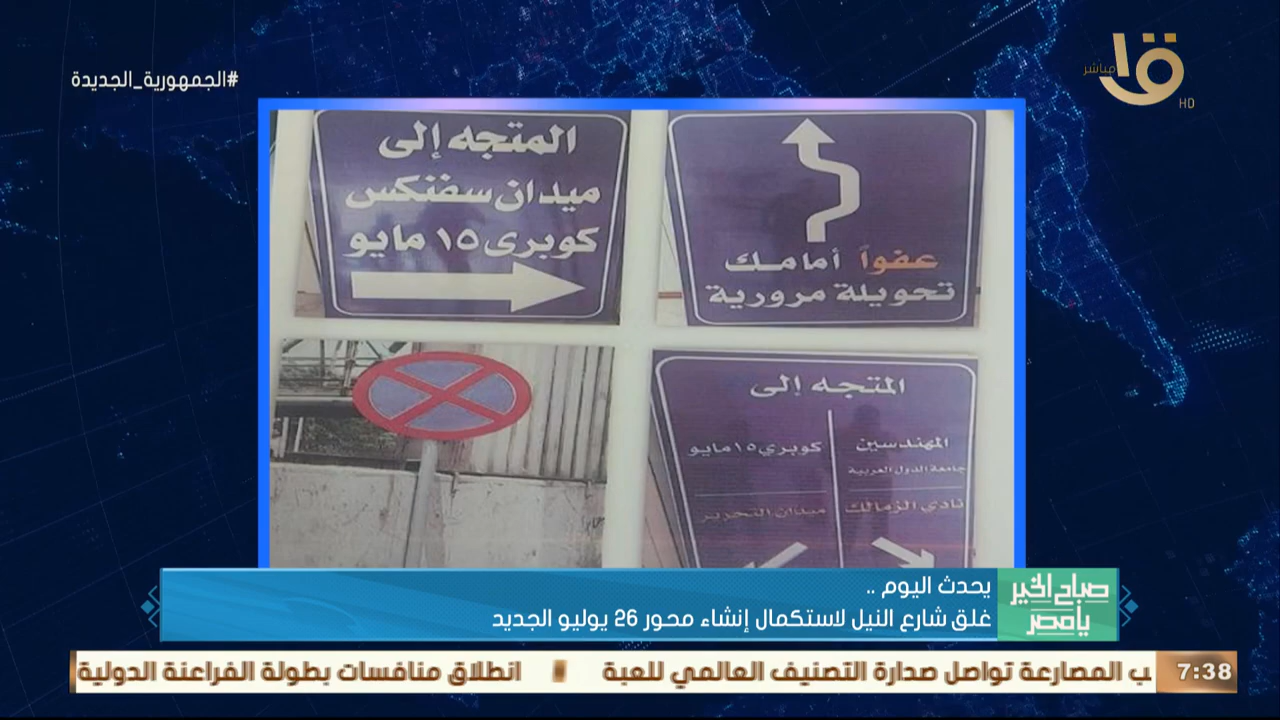 #الجمهورية_الجديدة
مباشر
HD
المتجه إلى
ميدان سفنكس
كوبرى ١٥ مايو
عفواً أمامك
تحويلة مرورية
المتجه إلى
المهندسين
جامعة الدول العربية
نادي الزمالك
كوبري ١٥ مايو
ميدان التحرير
صباح الخير
يا مصر
يحدث اليوم ..
غلق شارع النيل لاستكمال إنشاء محور 26 يوليو الجديد
المصارعة تواصل صدارة التصنيف العالمي للعبة
انطلاق منافسات بطولة الفراعنة الدولية
7:38